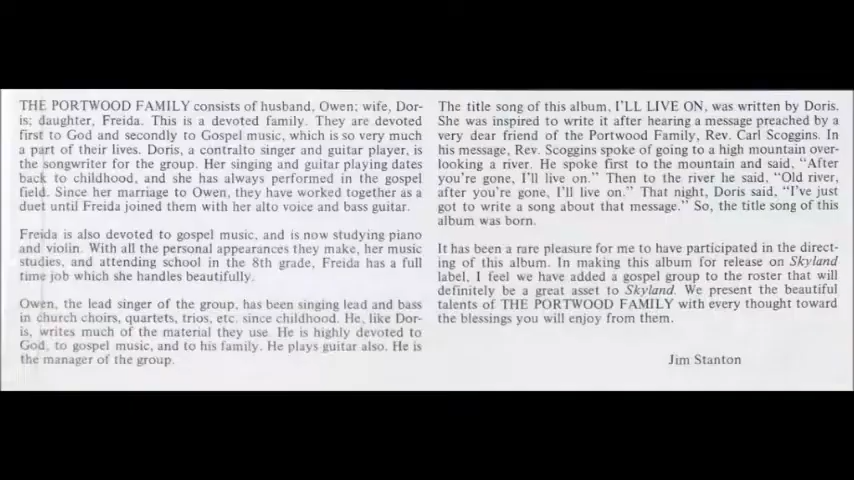 THE PORTWOOD FAMILY consists of husband, Owen; wife, Dor-
is; daughter, Freida. This is a devoted family. They are devoted
first to God and secondly to Gospel music, which is so very much
a part of their lives. Doris, a contralto singer and guitar player, is
the songwriter for the group. Her singing and guitar playing dates
back to childhood, and she has always performed in the gospel
field. Since her marriage to Owen, they have worked together as a
duet until Freida joined them with her alto voice and bass guitar.
Freida is also devoted to gospel music, and is now studying piano
and violin. With all the personal appearances they make, her music
studies, and attending school in the 8th grade, Freida has a full
time job which she handles beautifully.
Owen, the lead singer of the group, has been singing lead and bass
in church choirs, quartets, trios, etc. since childhood. He, like Dor-
is, writes much of the material they use. He is highly devoted to
God, to gospel music, and to his family. He plays guitar also. He is
the manager of the group.
The title song of this album, I'LL LIVE ON, was written by Doris.
She was inspired to write it after hearing a message preached by a
very dear friend of the Portwood Family, Rev. Carl Scoggins. In
his message, Rev. Scoggins spoke of going to a high mountain over-
looking a river. He spoke first to the mountain and said, "After
you're gone, I'll live on." Then to the river he said, "Old river,
after you're gone, I'll live on." That night, Doris said, "I've just
got to write a song about that message." So, the title song of this
album was born.
It has been a rare pleasure for me to have participated in the direct-
ing of this album. In making this album for release on Skyland
label, I feel we have added a gospel group to the roster that will
definitely be a great asset to Skyland. We present the beautiful
talents of THE PORTWOOD FAMILY with every thought toward
the blessings you will enjoy from them.
Jim Stanton